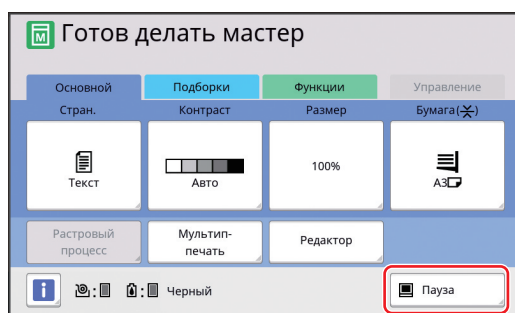 Готов делать мастер
Основной Подборки Функции Управление
Стран. Контраст Размер Бумага(⚹)
Текст Авто 100% A3
Растровый процесс Мультип-печать Редактор
i : : Черный Пауза